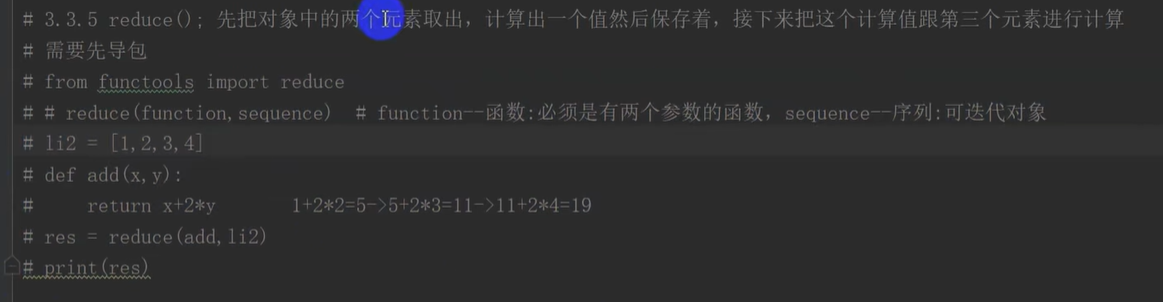 # 3.3.5 reduce(); 先把对象中的两个元素取出，计算出一个值然后保存着，接下来把这个计算值跟第三个元素进行计算
# 需要先导包
# from functools import reduce
# # reduce(function,sequence)  # function--函数:必须是有两个参数的函数，sequence--序列:可迭代对象
# li2 = [1,2,3,4]
# def add(x,y):
#     return x+2*y      1+2*2=5->5+2*3=11->11+2*4=19
# res = reduce(add,li2)
# print(res)